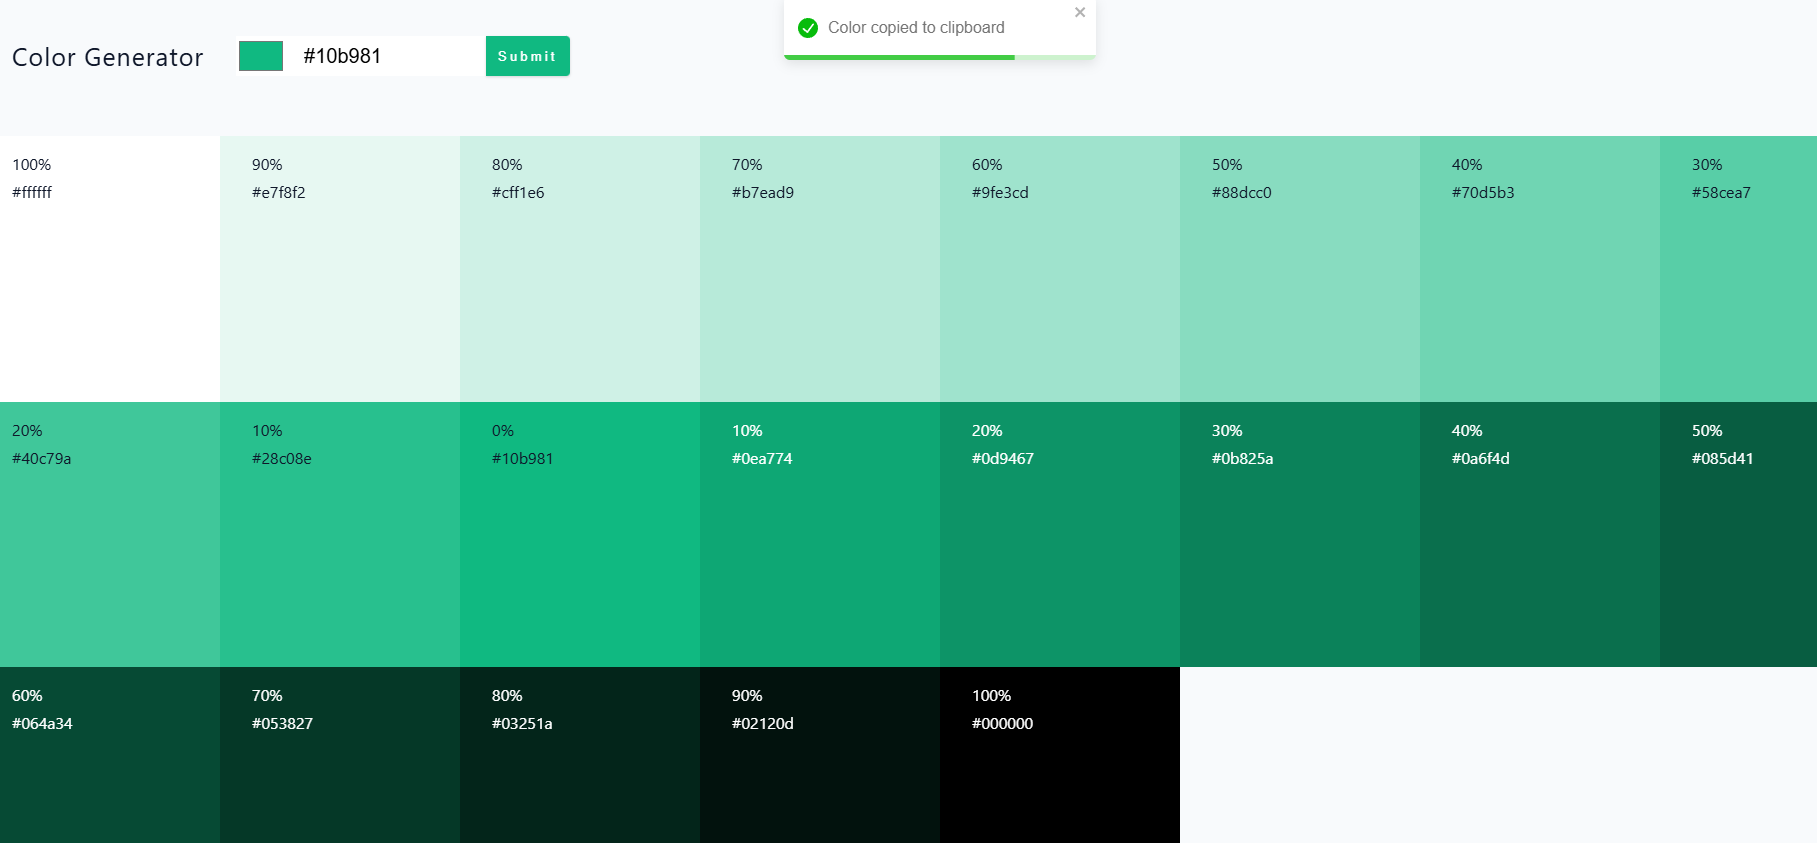 Color Generator
#10b981
Submit
Color copied to clipboard
100%
#ffffff
90%
#e7f8f2
80%
#cff1e6
70%
#b7ead9
60%
#9fe3cd
50%
#88dcc0
40%
#70d5b3
30%
#58cea7
20%
#40c79a
10%
#28c08e
0%
#10b981
10%
#0ea774
20%
#0d9467
30%
#0b825a
40%
#0a6f4d
50%
#085d41
60%
#064a34
70%
#053827
80%
#03251a
90%
#02120d
100%
#000000